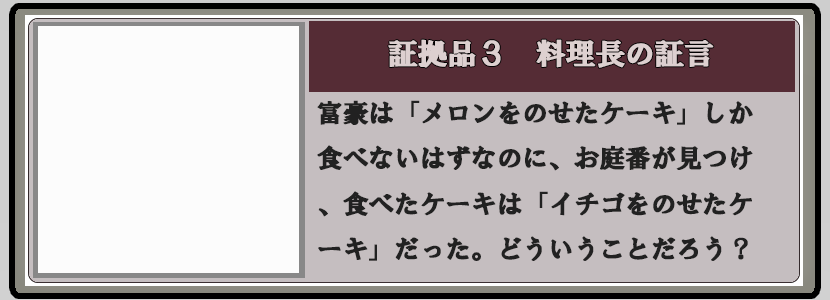 証拠品３　料理長の証言
富豪は「メロンをのせたケーキ」しか
食べないはずなのに、お庭番が見つけ
、食べたケーキは「イチゴをのせたケ
ーキ」だった。どういうことだろう？